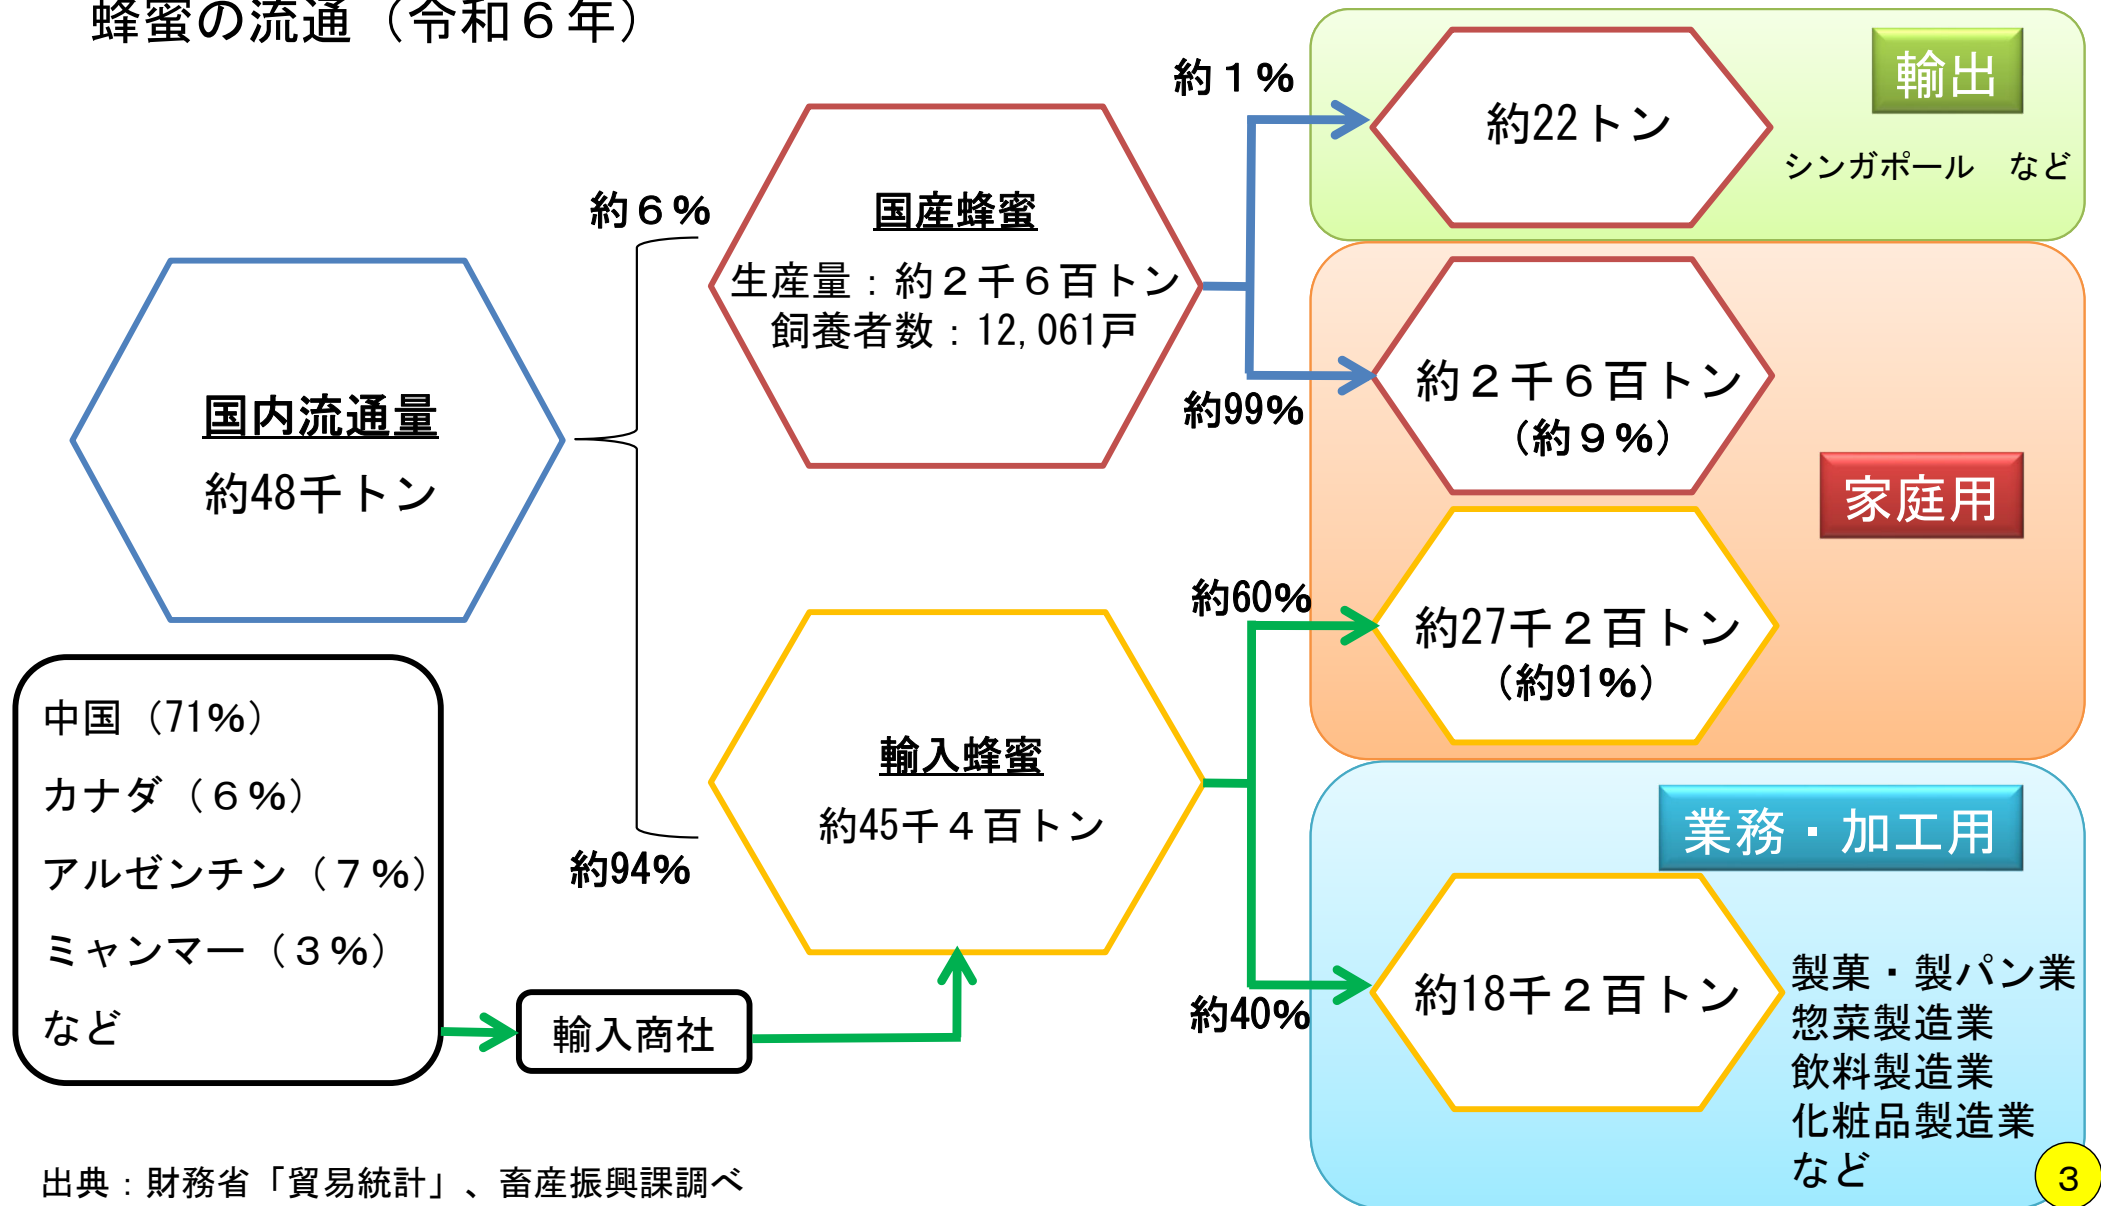 蜂蜜の流通（令和６年）
国内流通量
約48千トン
約６％
国産蜂蜜
生産量：約２千６百トン
飼養者数：12,061戸
約１％
約22トン
輸出
シンガポール　など
約99％
約２千６百トン
（約９％）
家庭用
約60％
約27千２百トン
（約91％）
約94％
輸入蜂蜜
約45千４百トン
業務・加工用
約40％
約18千２百トン
製菓・製パン業
惣菜製造業
飲料製造業
化粧品製造業
など
中国（71％）
カナダ（６％）
アルゼンチン（７％）
ミャンマー（３％）
など
輸入商社
出典：財務省「貿易統計」、畜産振興課調べ
3